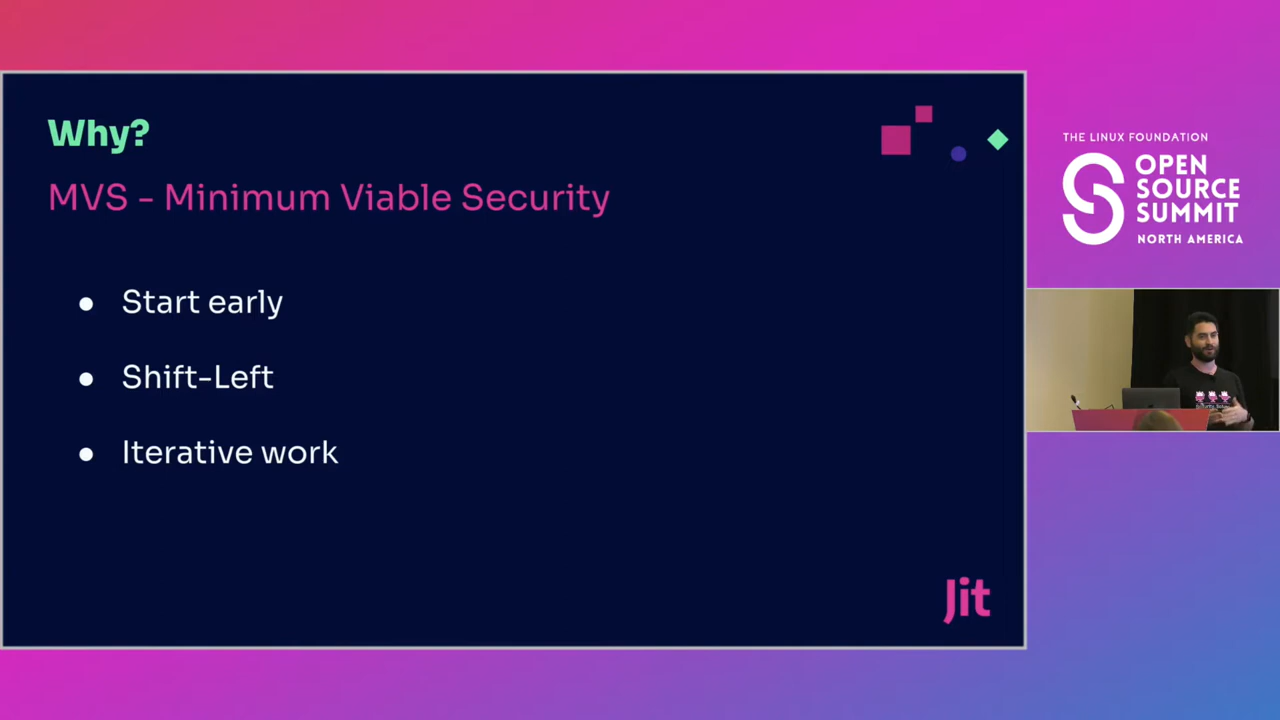 Why?
MVS - Minimum Viable Security
● Start early
● Shift-Left
● Iterative work
Jit
THE LINUX FOUNDATION
OPEN
SOURCE
SUMMIT
NORTH AMERICA